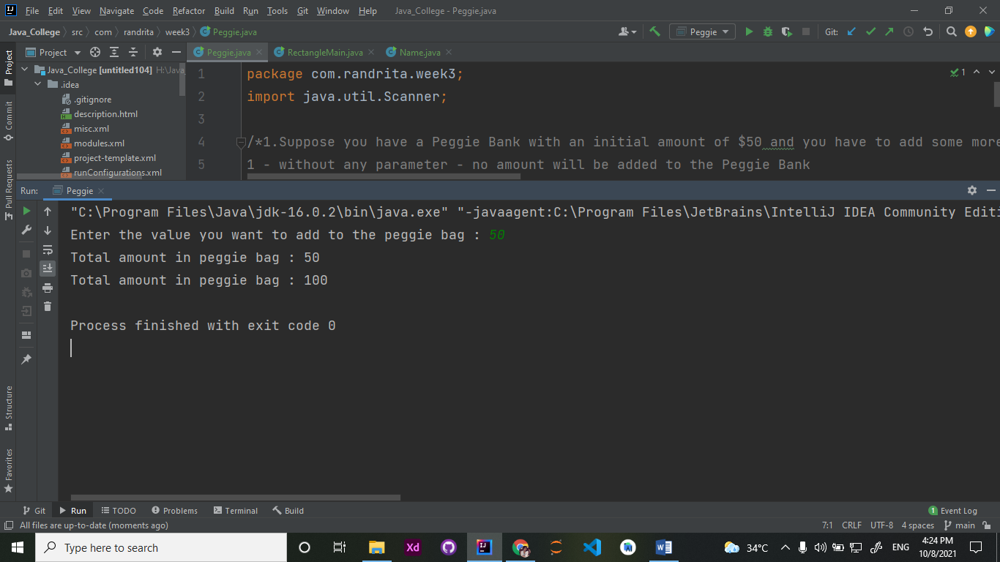 File Edit View Navigate Code Refactor Build Run Tools Git Window Help Java_College - Peggie.java
Java_College src com randrita week3 Peggie.java Peggie Git:
Project Peggie.java RectangleMain.java Name.java
Java_College [untitled104] H:\Java_
.idea
.gitignore
description.html
misc.xml
modules.xml
project-template.xml
runConfigurations.xml
1 package com.randrita.week3;
2 import java.util.Scanner;
3
4 /*1.Suppose you have a Peggie Bank with an initial amount of $50 and you have to add some more
5 1 - without any parameter - no amount will be added to the Peggie Bank
1
Project
Commit
Pull Requests
Structure
Favorites
Run: Peggie
"C:\Program Files\Java\jdk-16.0.2\bin\java.exe" "-javaagent:C:\Program Files\JetBrains\IntelliJ IDEA Community Editi
Enter the value you want to add to the peggie bag : 50
Total amount in peggie bag : 50
Total amount in peggie bag : 100
Process finished with exit code 0
Git Run TODO Problems Terminal Build 1 Event Log
All files are up-to-date (moments ago) 7:1 CRLF UTF-8 4 spaces main
Type here to search Xd 34°C ENG 4:24 PM
10/8/2021